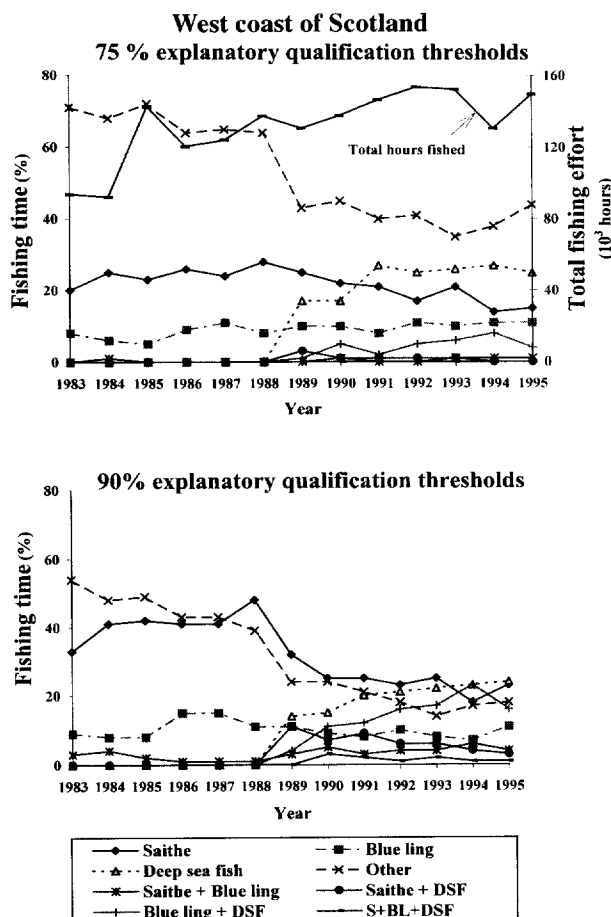 West coast of Scotland
75 % explanatory qualification thresholds
80
60
40
20
0
Fishing time (%)
160
120
80
40
0
Total fishing effort
(10³ hours)
Total hours fished
1983 1984 1985 1986 1987 1988 1989 1990 1991 1992 1993 1994 1995
Year
90% explanatory qualification thresholds
80
60
40
20
0
Fishing time (%)
1983 1984 1985 1986 1987 1988 1989 1990 1991 1992 1993 1994 1995
Year
Saithe Blue ling
Deep sea fish Other
Saithe + Blue ling Saithe + DSF
Blue ling + DSF S+BL+DSF